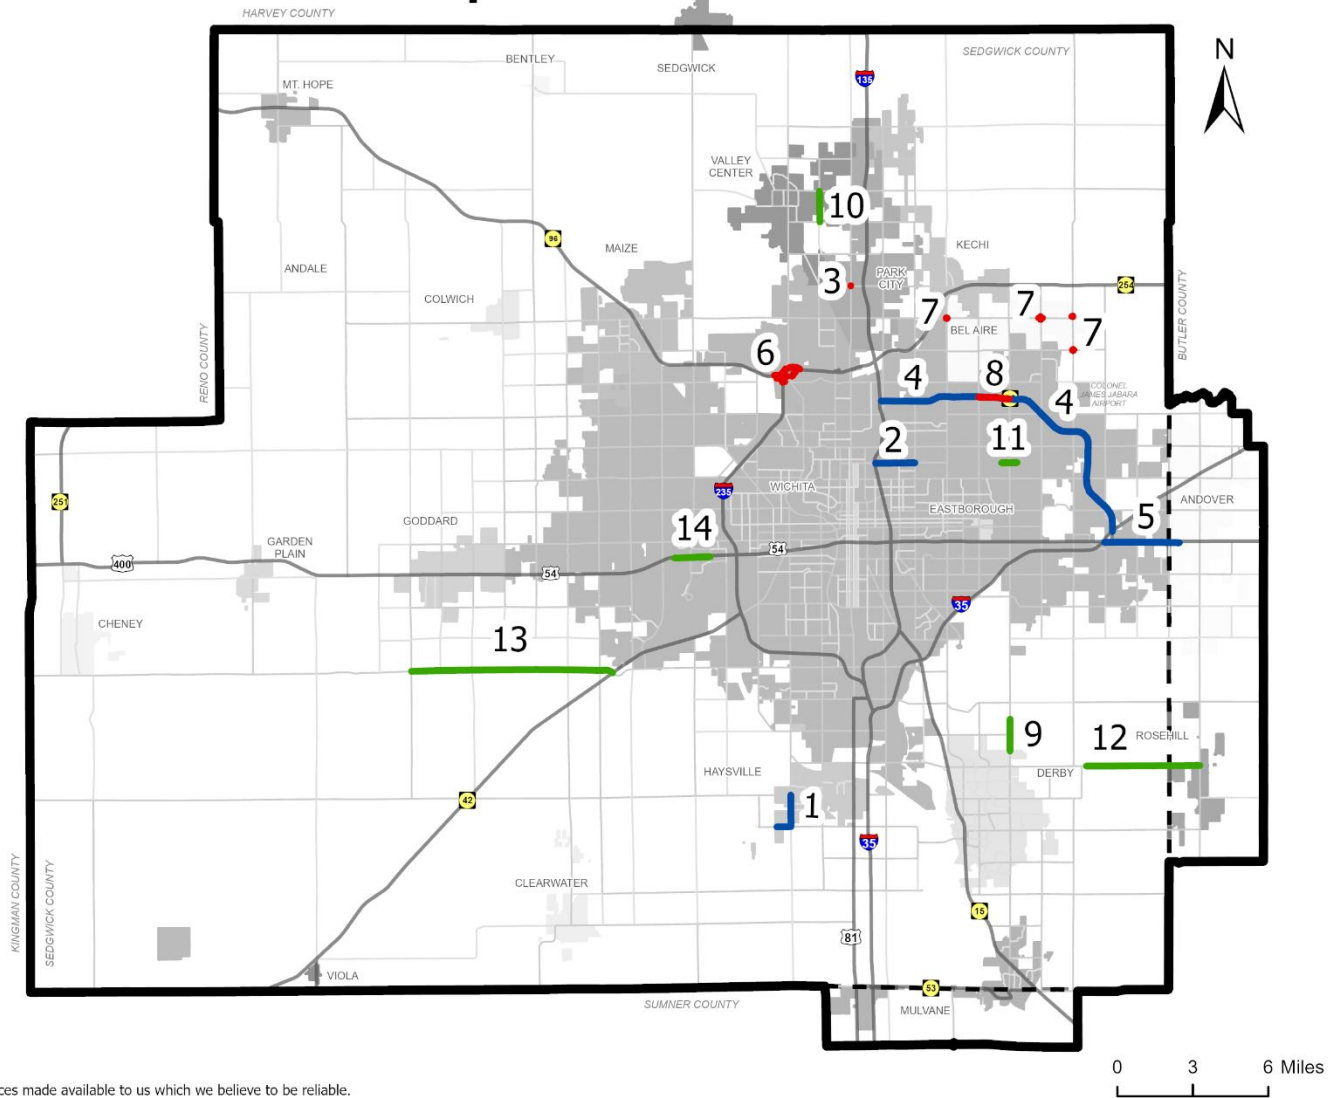 HARVEY COUNTY
SEDGWICK COUNTY
N
BENTLEY
SEDGWICK
MT. HOPE
135
VALLEY
CENTER
10
96
MAIZE
KECHI
ANDALE
3
PARK
CITY
254
COLWICH
7
7
7
BEL AIRE
BUTLER COUNTY
RENO COUNTY
6
4
8
COLONEL
JAMES JABARA
AIRPORT
4
2
11
235
WICHITA
251
ANDOVER
EASTBOROUGH
5
GODDARD
14
GARDEN
PLAIN
54
400
54
35
CHENEY
13
9
12
ROSEHILL
HAYSVILLE
DERBY
42
1
35
KINGMAN COUNTY
SEDGWICK COUNTY
CLEARWATER
15
81
VIOLA
53
SUMNER COUNTY
MULVANE
0 3 6 Miles
ces made available to us which we believe to be reliable.